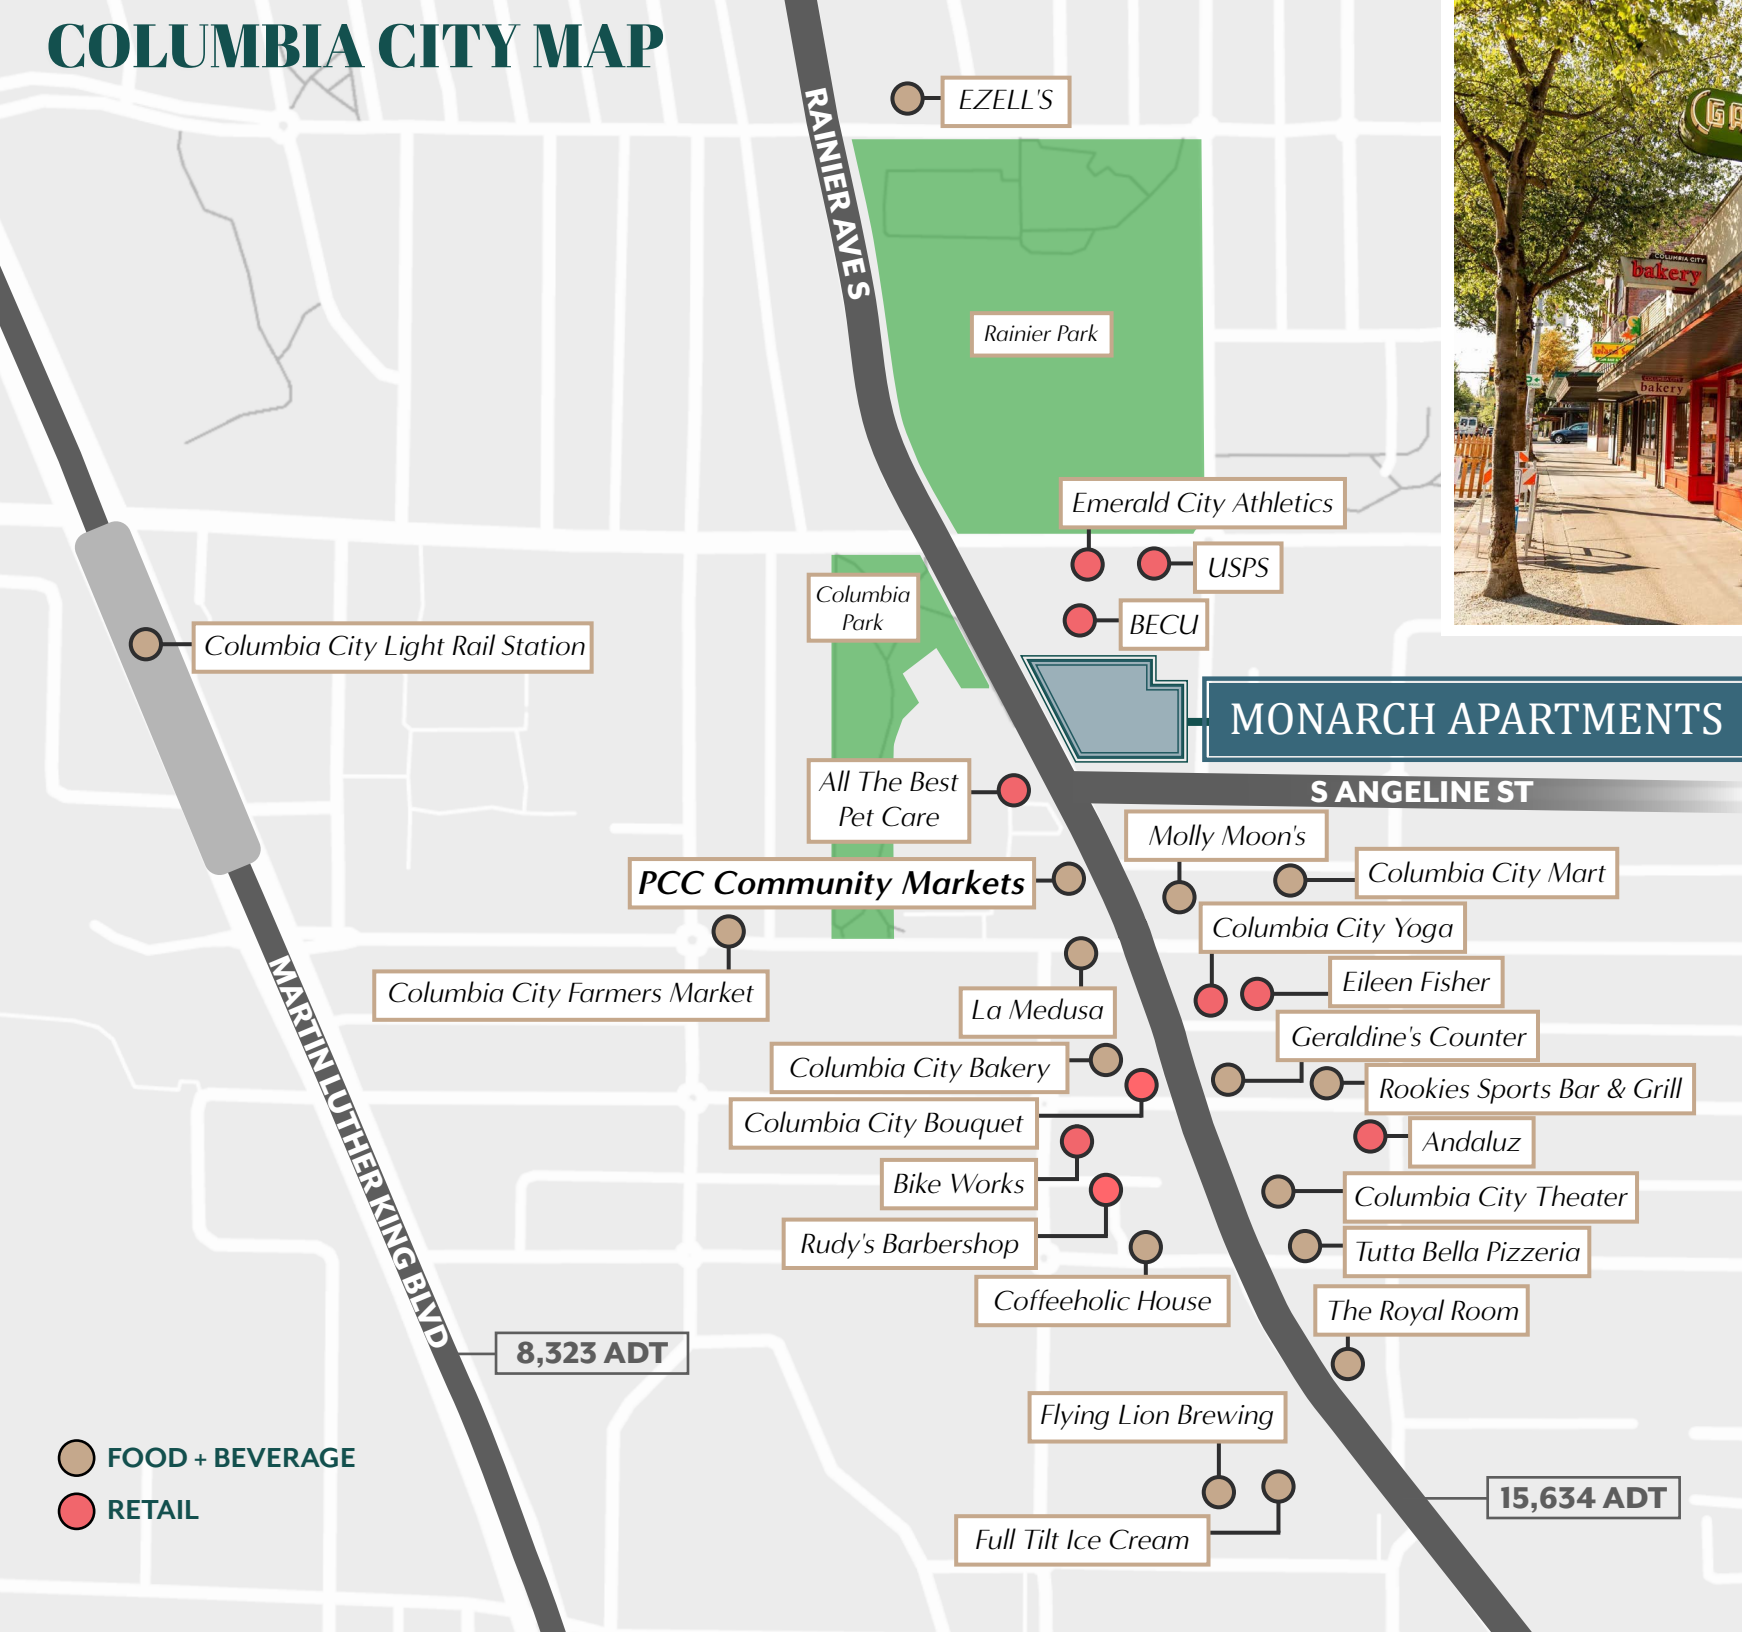 COLUMBIA CITY MAP
RAINIER AVE S
EZELL'S
Rainier Park
COLUMBIA CITY
bakery
bakery
Emerald City Athletics
USPS
BECU
Columbia
Park
Columbia City Light Rail Station
MONARCH APARTMENTS
S ANGELINE ST
All The Best
Pet Care
Molly Moon's
Columbia City Mart
PCC Community Markets
Columbia City Yoga
Columbia City Farmers Market
Eileen Fisher
La Medusa
Geraldine's Counter
Columbia City Bakery
Rookies Sports Bar & Grill
Columbia City Bouquet
Andaluz
Bike Works
Columbia City Theater
Rudy's Barbershop
Tutta Bella Pizzeria
Coffeeholic House
The Royal Room
MARTIN LUTHER KING BLVD
8,323 ADT
Flying Lion Brewing
Full Tilt Ice Cream
15,634 ADT
FOOD + BEVERAGE
RETAIL